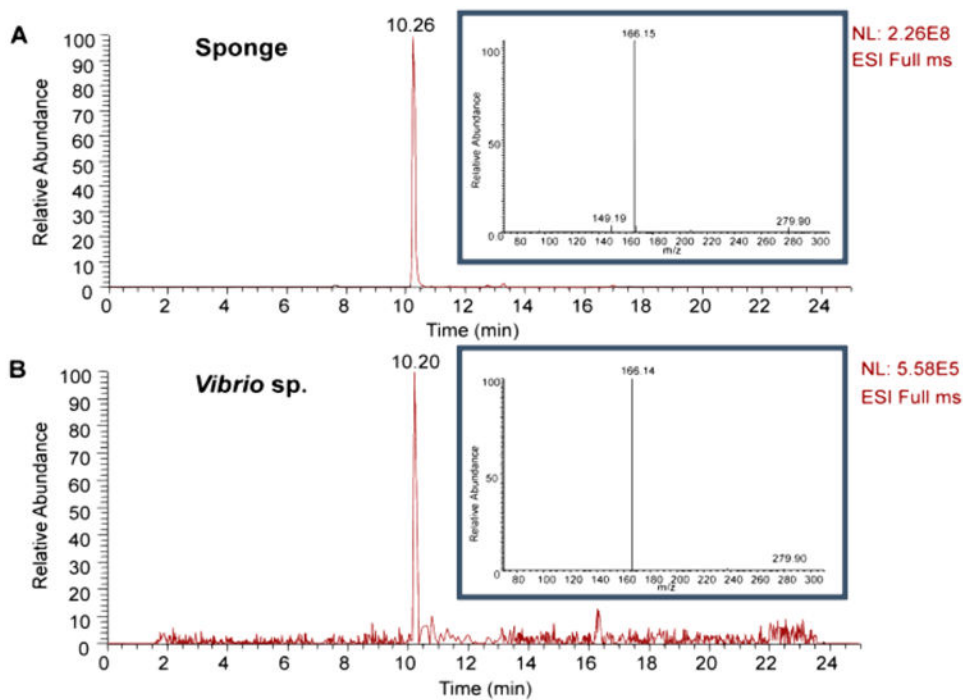 A
Sponge
10.26
NL: 2.26E8
ESI Full ms
Relative Abundance
100
90
80
70
60
50
40
30
20
10
0
0 2 4 6 8 10 12 14 16 18 20 22 24
Time (min)
166.15
100
50
0.0
Relative Abundance
149.19
279.90
80 100 120 140 160 180 200 220 240 260 280 300
m/z
B
Vibrio sp.
10.20
NL: 5.58E5
ESI Full ms
Relative Abundance
100
90
80
70
60
50
40
30
20
10
0
0 2 4 6 8 10 12 14 16 18 20 22 24
Time (min)
166.14
100
50
0
Relative Abundance
279.90
80 100 120 140 160 180 200 220 240 260 280 300
m/z